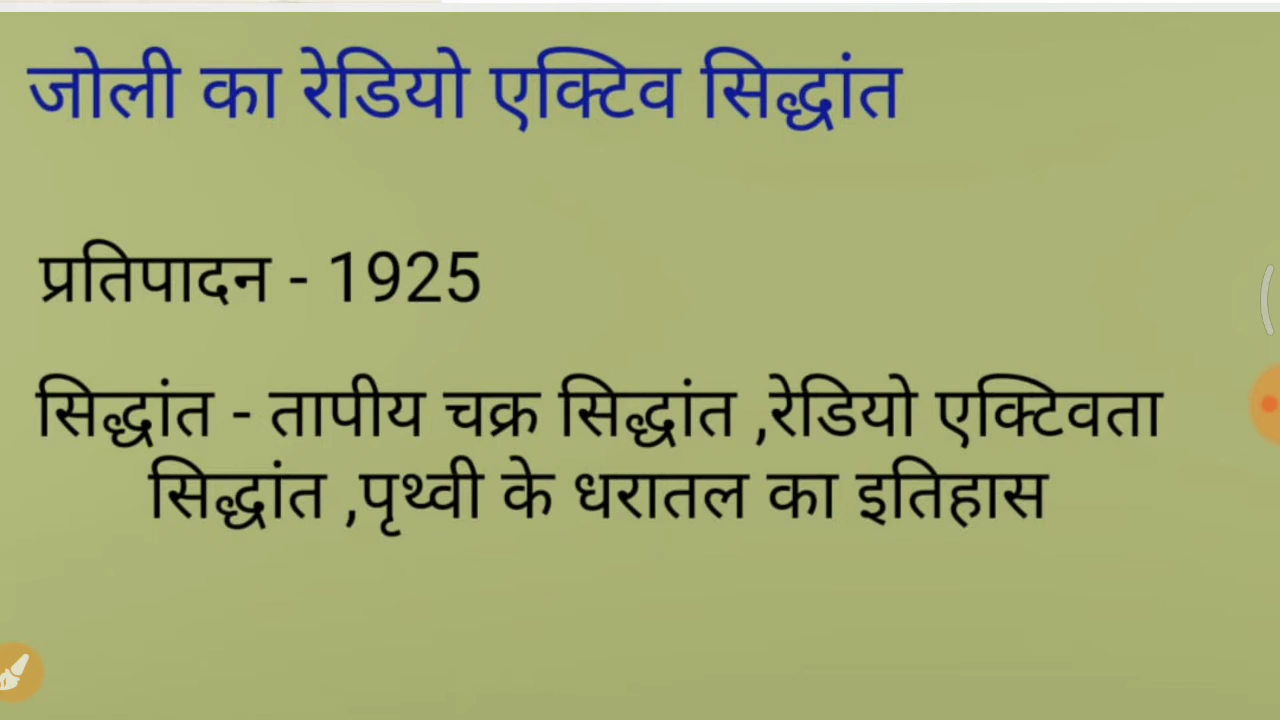 जोली का रेडियो एक्टिव सिद्धांत
प्रतिपादन - 1925
सिद्धांत - तापीय चक्र सिद्धांत ,रेडियो एक्टिवता
सिद्धांत ,पृथ्वी के धरातल का इतिहास